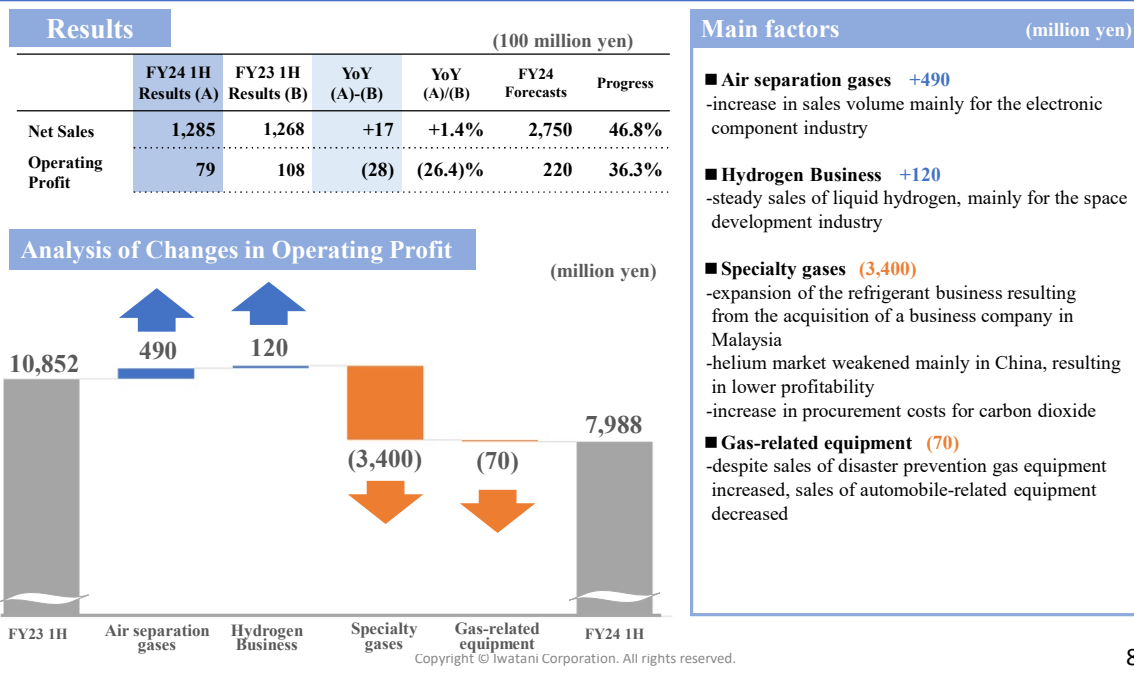 Results
(100 million yen)
FY24 1H Results (A) FY23 1H Results (B) YoY (A)-(B) YoY (A)/(B) FY24 Forecasts Progress
Net Sales 1,285 1,268 +17 +1.4% 2,750 46.8%
Operating Profit 79 108 (28) (26.4)% 220 36.3%
Analysis of Changes in Operating Profit
(million yen)
10,852
490
120
(3,400)
(70)
7,988
FY23 1H
Air separation
gases
Hydrogen
Business
Specialty
gases
Gas-related
equipment
FY24 1H
Main factors (million yen)
■ Air separation gases +490
-increase in sales volume mainly for the electronic
component industry
■ Hydrogen Business +120
-steady sales of liquid hydrogen, mainly for the space
development industry
■ Specialty gases (3,400)
-expansion of the refrigerant business resulting
from the acquisition of a business company in
Malaysia
-helium market weakened mainly in China, resulting
in lower profitability
-increase in procurement costs for carbon dioxide
■ Gas-related equipment (70)
-despite sales of disaster prevention gas equipment
increased, sales of automobile-related equipment
decreased
Copyright © Iwatani Corporation. All rights reserved.
8